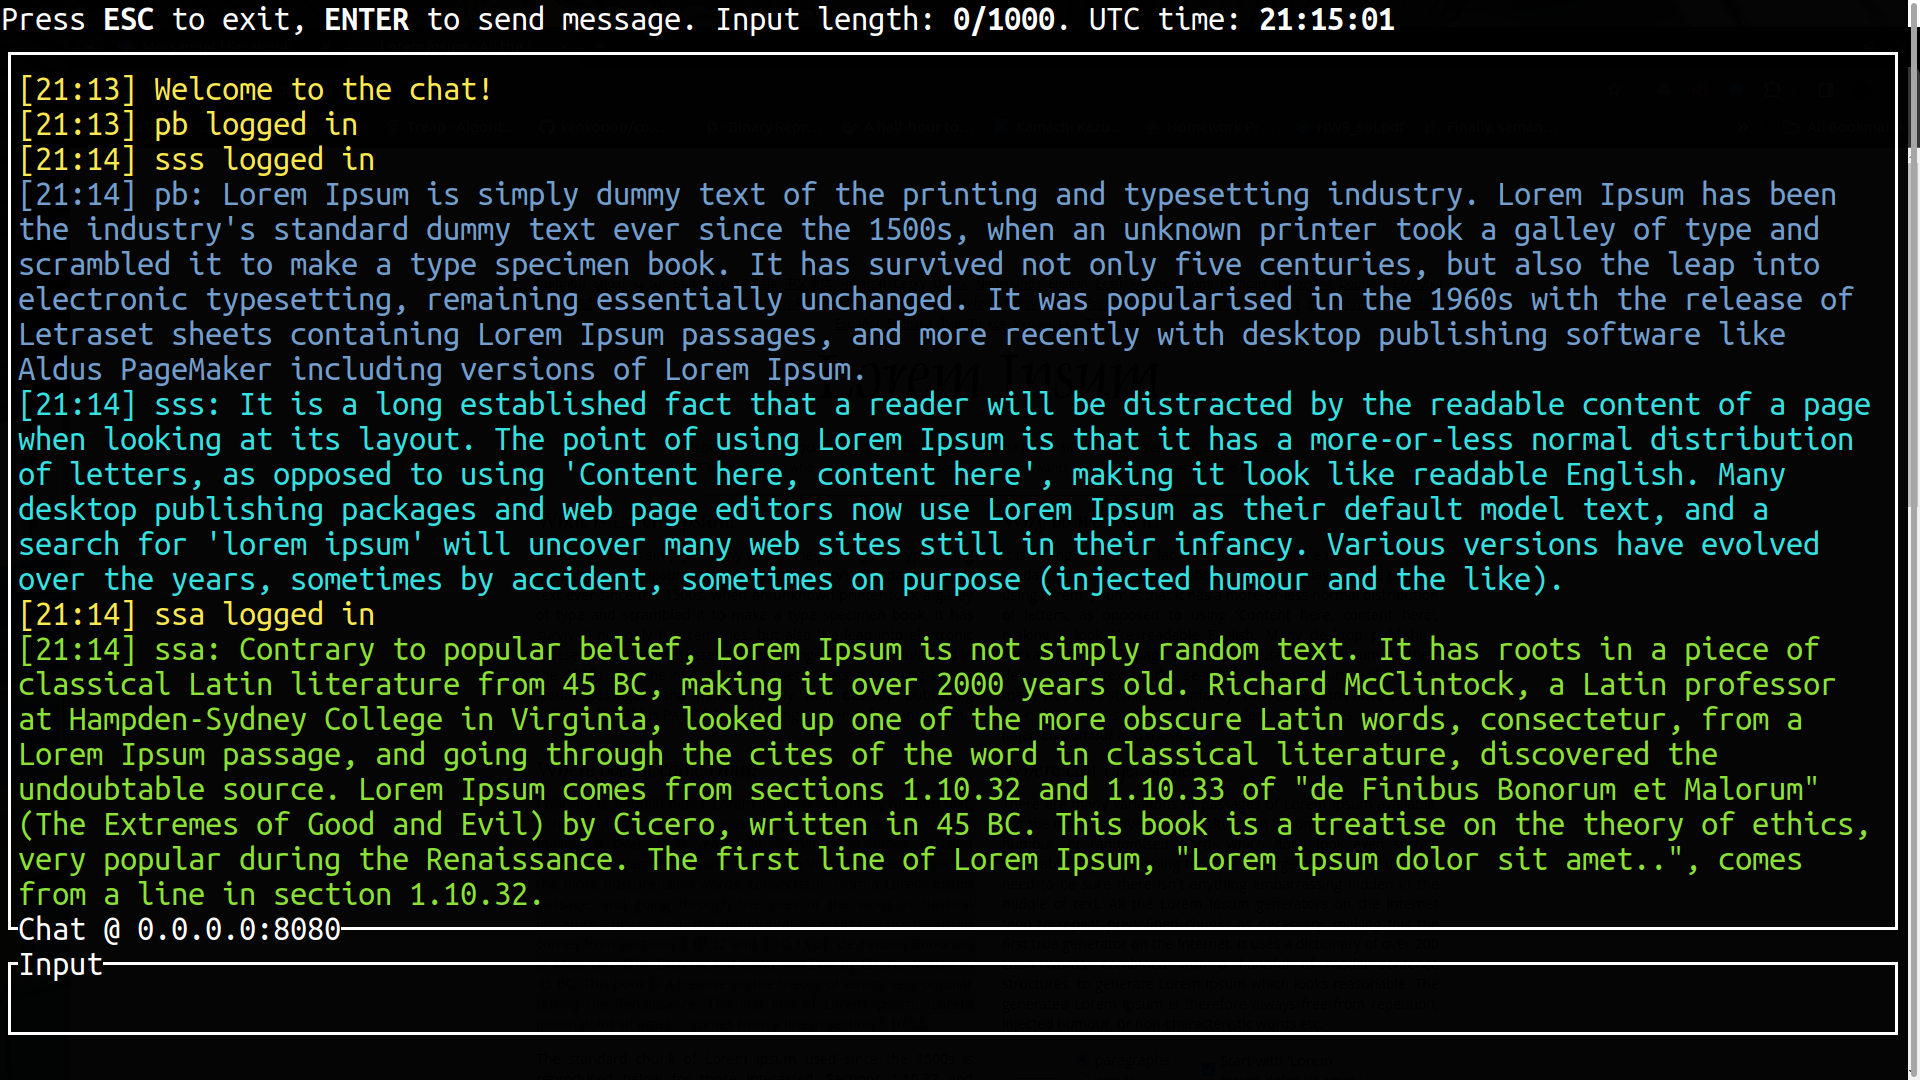 Press ESC to exit, ENTER to send message. Input length: 0/1000. UTC time: 21:15:01
[21:13] Welcome to the chat!
[21:13] pb logged in
[21:14] sss logged in
[21:14] pb: Lorem Ipsum is simply dummy text of the printing and typesetting industry. Lorem Ipsum has been
the industry's standard dummy text ever since the 1500s, when an unknown printer took a galley of type and
scrambled it to make a type specimen book. It has survived not only five centuries, but also the leap into
electronic typesetting, remaining essentially unchanged. It was popularised in the 1960s with the release of
Letraset sheets containing Lorem Ipsum passages, and more recently with desktop publishing software like
Aldus PageMaker including versions of Lorem Ipsum.
[21:14] sss: It is a long established fact that a reader will be distracted by the readable content of a page
when looking at its layout. The point of using Lorem Ipsum is that it has a more-or-less normal distribution
of letters, as opposed to using 'Content here, content here', making it look like readable English. Many
desktop publishing packages and web page editors now use Lorem Ipsum as their default model text, and a
search for 'lorem ipsum' will uncover many web sites still in their infancy. Various versions have evolved
over the years, sometimes by accident, sometimes on purpose (injected humour and the like).
[21:14] ssa logged in
[21:14] ssa: Contrary to popular belief, Lorem Ipsum is not simply random text. It has roots in a piece of
classical Latin literature from 45 BC, making it over 2000 years old. Richard McClintock, a Latin professor
at Hampden-Sydney College in Virginia, looked up one of the more obscure Latin words, consectetur, from a
Lorem Ipsum passage, and going through the cites of the word in classical literature, discovered the
undoubtable source. Lorem Ipsum comes from sections 1.10.32 and 1.10.33 of "de Finibus Bonorum et Malorum"
(The Extremes of Good and Evil) by Cicero, written in 45 BC. This book is a treatise on the theory of ethics,
very popular during the Renaissance. The first line of Lorem Ipsum, "Lorem ipsum dolor sit amet..", comes
from a line in section 1.10.32.
Chat @ 0.0.0.0:8080
Input